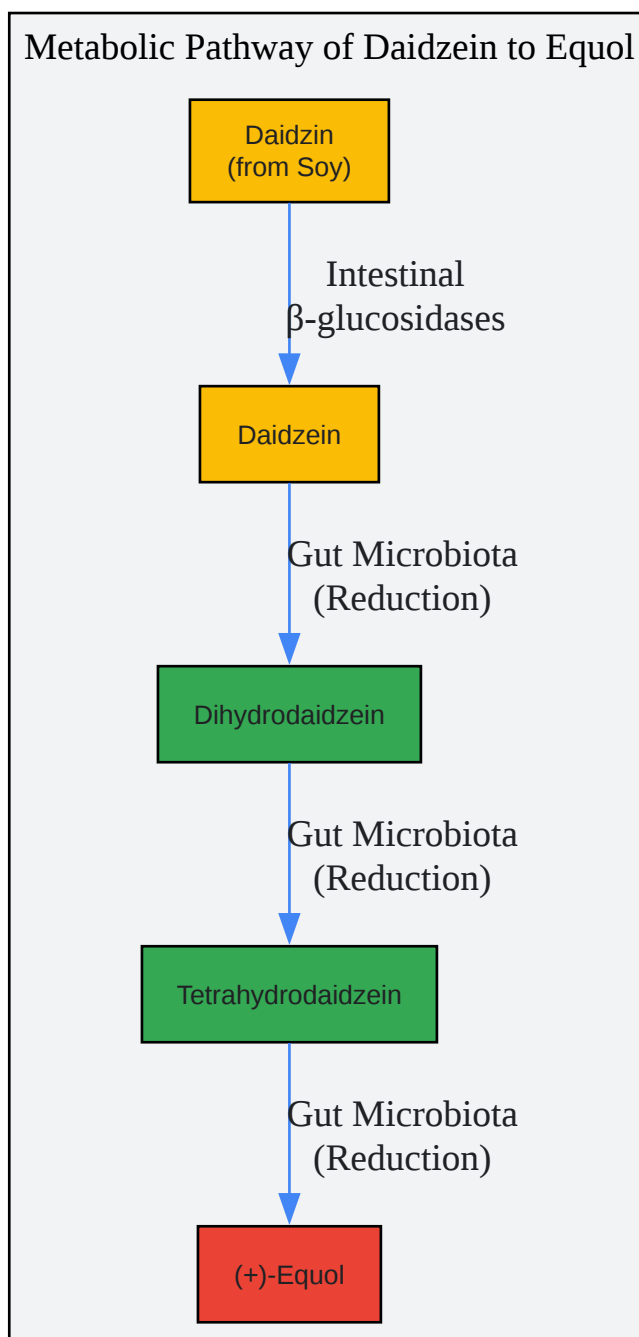 Metabolic Pathway of Daidzein to Equol
Daidzin
(from Soy)
Intestinal
β-glucosidases
Daidzein
Gut Microbiota
(Reduction)
Dihydrodaidzein
Gut Microbiota
(Reduction)
Tetrahydrodaidzein
Gut Microbiota
(Reduction)
(+)-Equol